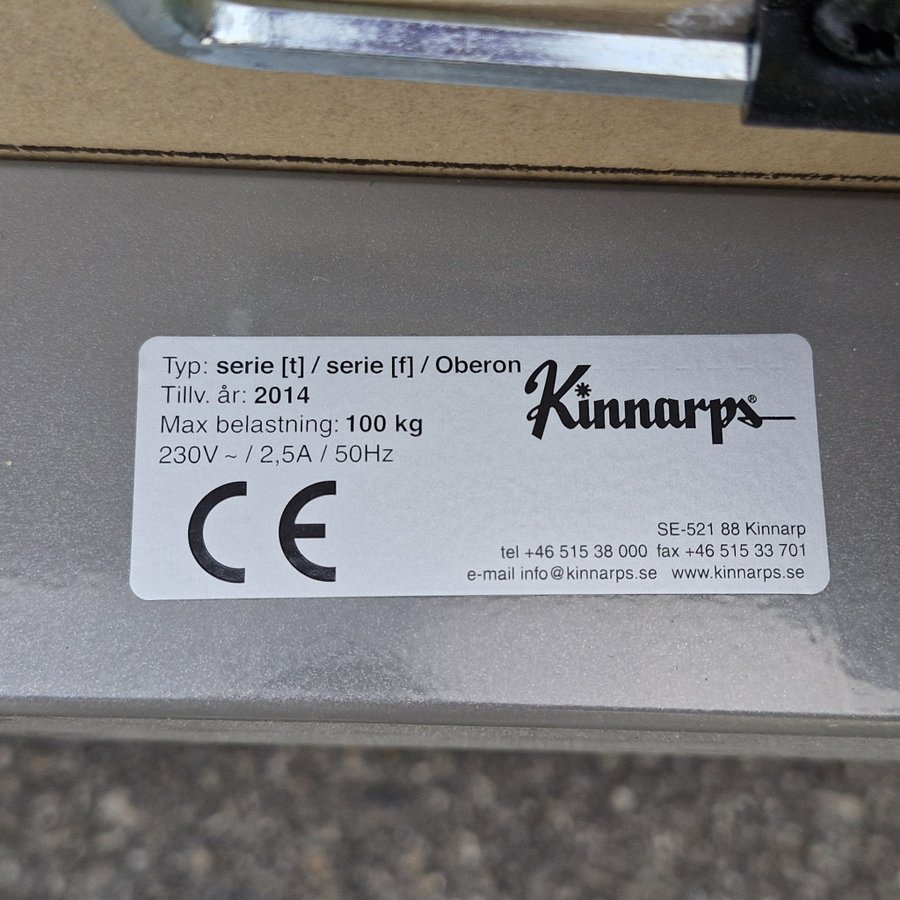 Typ: serie [t] / serie [f] / Oberon
Tillv. år: 2014
Max belastning: 100 kg
230V ~ / 2,5A / 50Hz
Kinnarps®
CE
SE-521 88 Kinnarp
tel +46 515 38 000 fax +46 515 33 701
e-mail info@kinnarps.se www.kinnarps.se